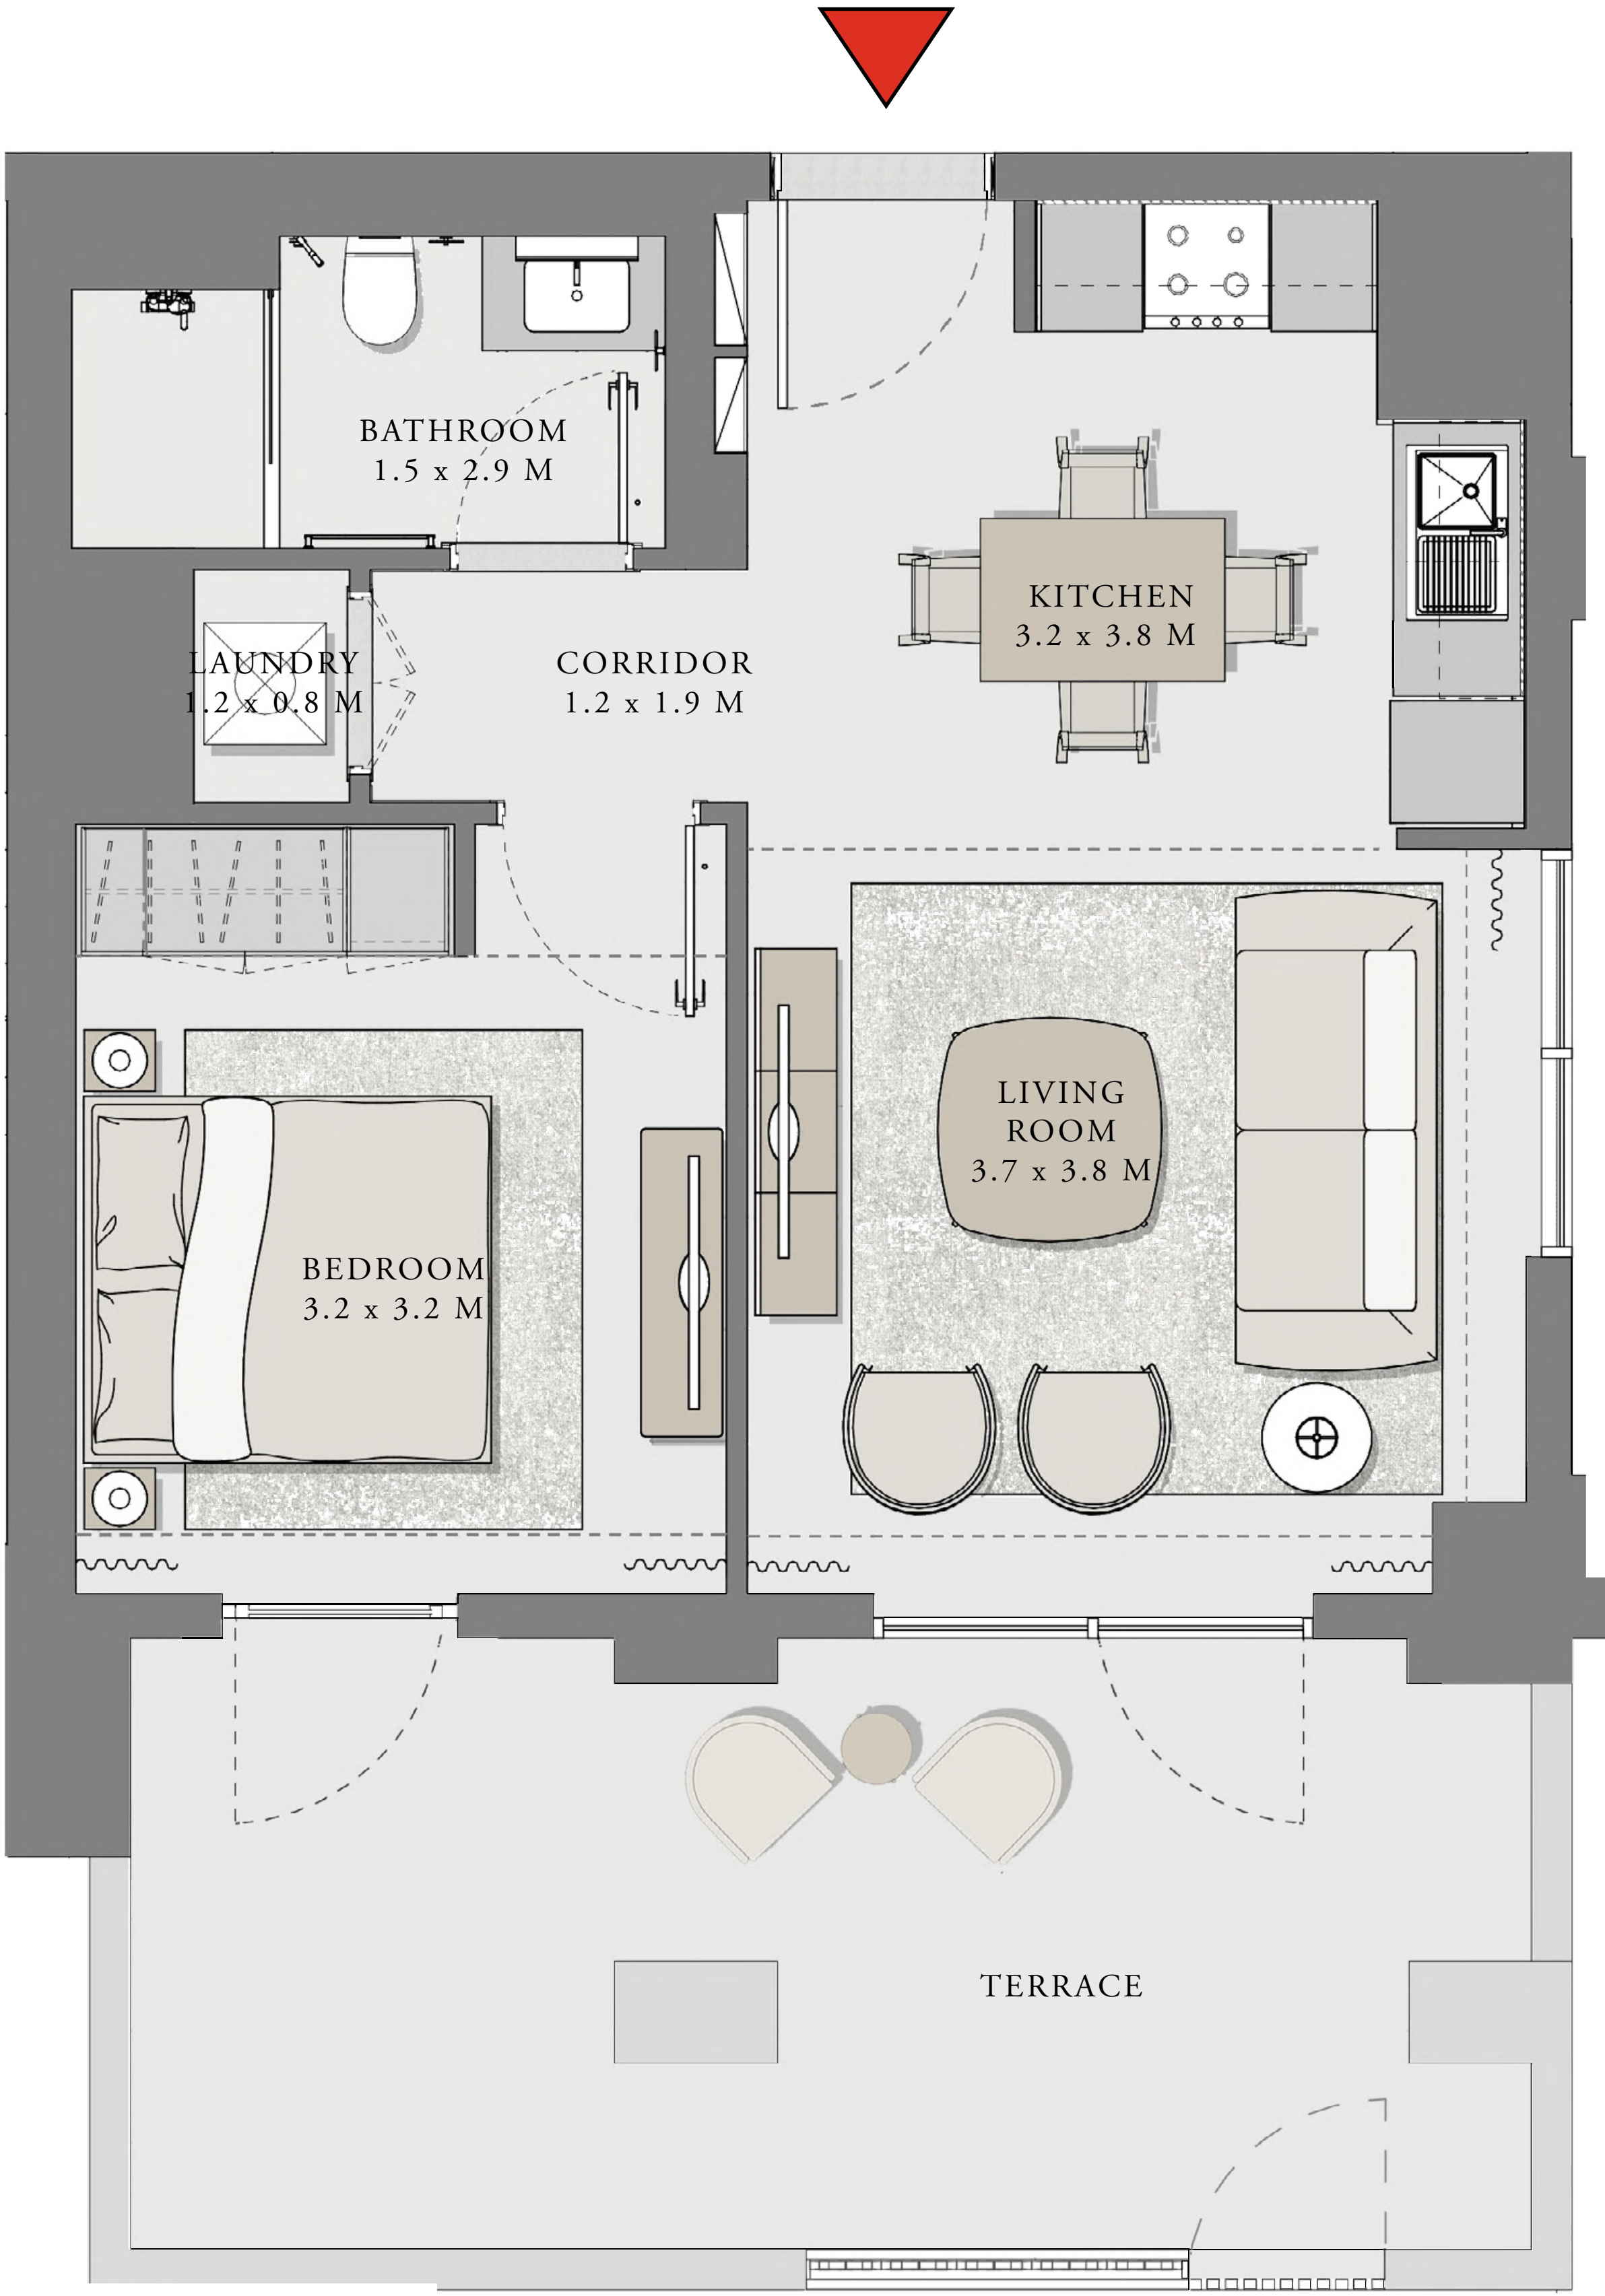 BATHROOM
1.5 x 2.9 M
KITCHEN
3.2 x 3.8 M
LAUNDRY
1.2 x 0.8 M
CORRIDOR
1.2 x 1.9 M
LIVING
ROOM
3.7 x 3.8 M
BEDROOM
3.2 x 3.2 M
TERRACE